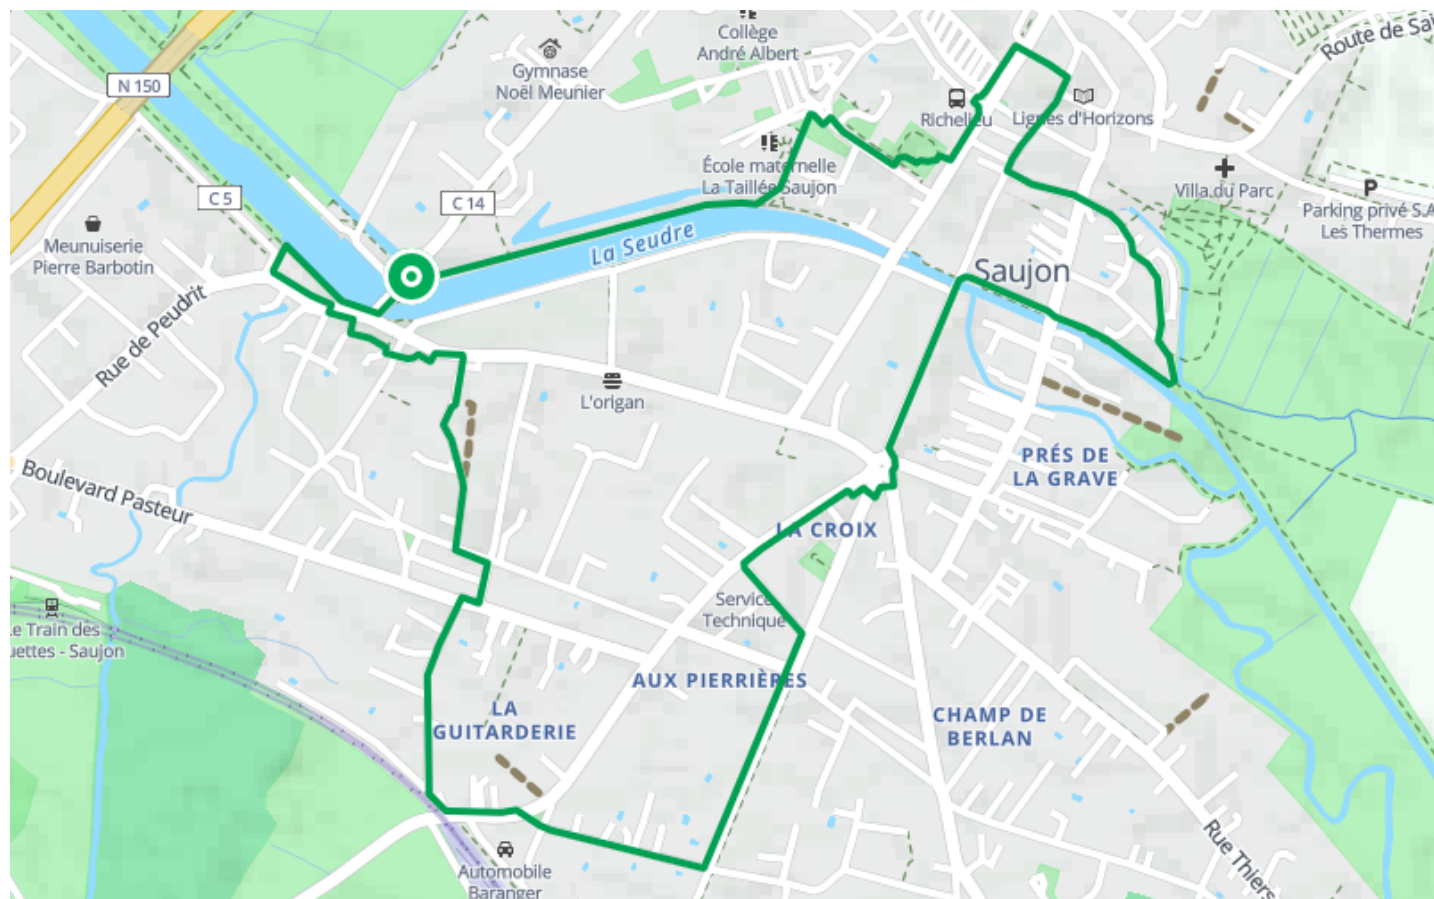 Collège
André Albert
Route de Sau
N 150
Gymnase
Noël Meunier
Richelieu
Lignes d'Horizons
École maternelle
La Taillée Saujon
Villa du Parc
P
Parking privé S.A
Les Thermes
C 5
C 14
Meunuiserie
Pierre Barbotin
La Seudre
Saujon
Rue de Peudrit
L'origan
PRÉS DE
LA GRAVE
Boulevard Pasteur
LA CROIX
Service
Technique
Le Train des
uettes - Saujon
AUX PIERRIÈRES
LA
GUITARDERIE
CHAMP DE
BERLAN
Rue Thiers
Automobile
Baranger